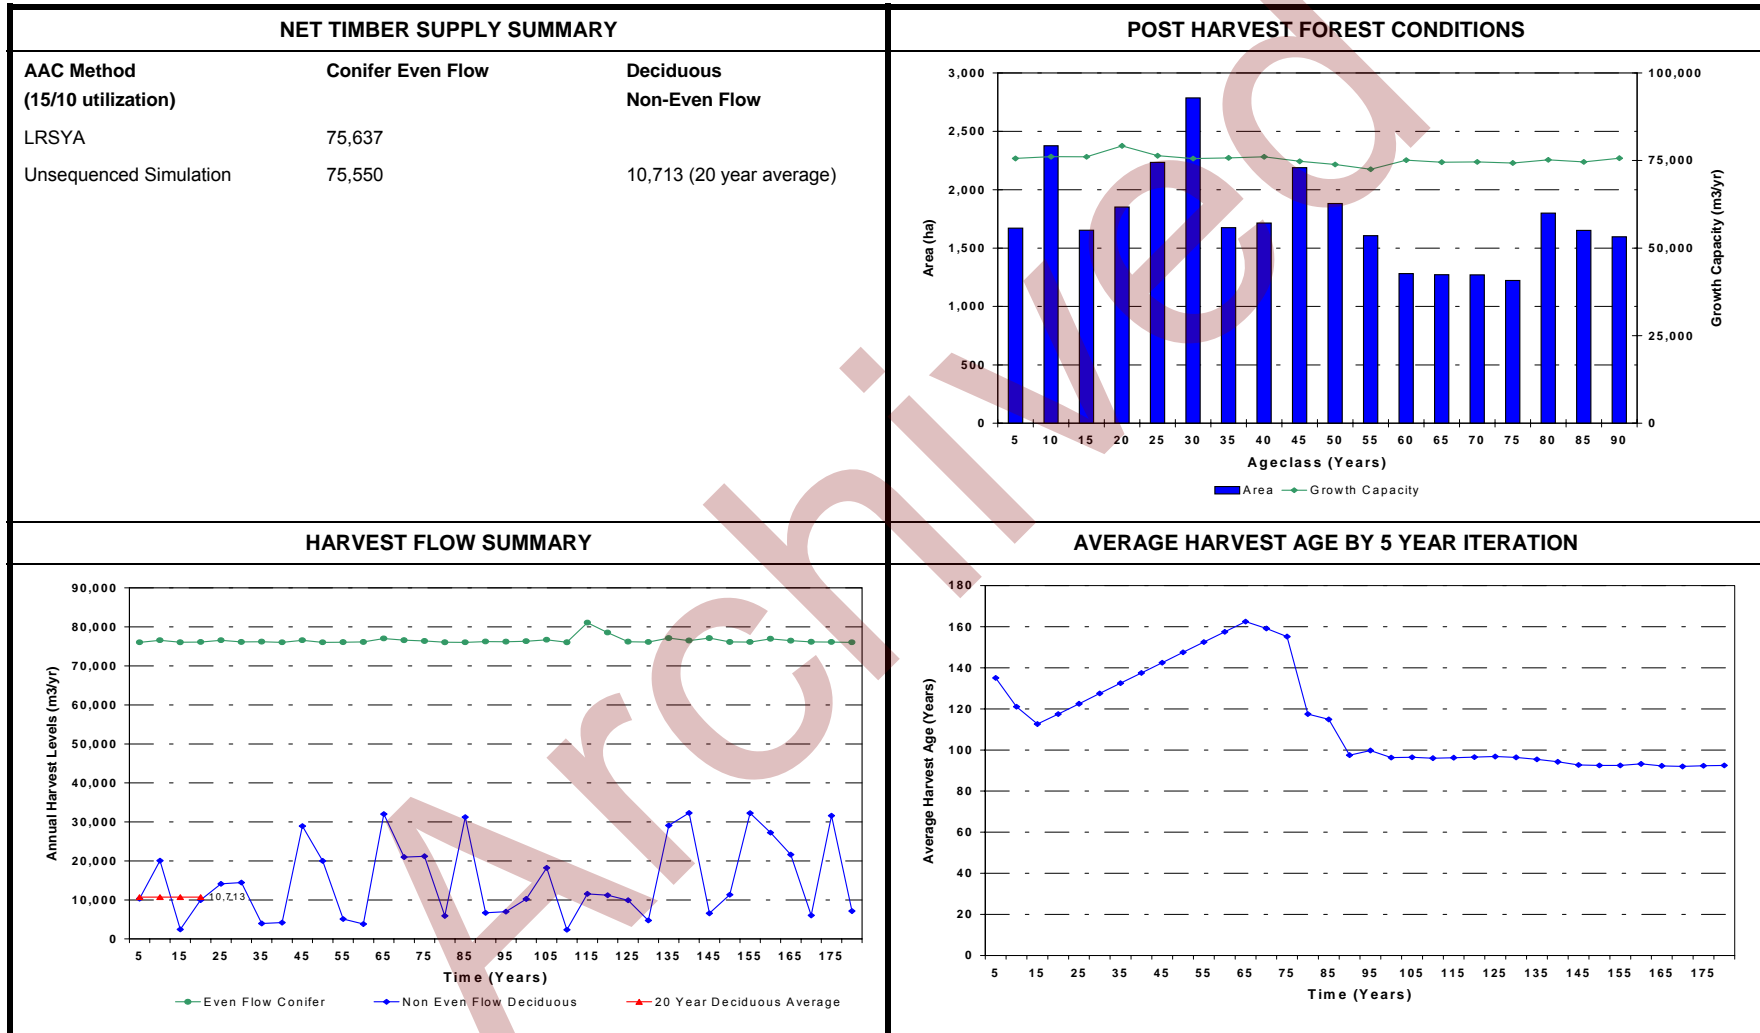 NET TIMBER SUPPLY SUMMARY
AAC Method Conifer Even Flow Deciduous
(15/10 utilization) Non-Even Flow
LRSYA 75,637
Unsequenced Simulation 75,550 10,713 (20 year average)
POST HARVEST FOREST CONDITIONS
3,000
2,500
2,000
1,500
1,000
500
0
Area (ha)
100,000
75,000
50,000
25,000
0
Growth Capacity (m3/yr)
5 10 15 20 25 30 35 40 45 50 55 60 65 70 75 80 85 90
Ageclass (Years)
Area Growth Capacity
HARVEST FLOW SUMMARY
90,000
80,000
70,000
60,000
50,000
40,000
30,000
20,000
10,000
0
Annual Harvest Levels (m3/yr)
10,713
5 15 25 35 45 55 65 75 85 95 105 115 125 135 145 155 165 175
Time (Years)
Even Flow Conifer Non Even Flow Deciduous 20 Year Deciduous Average
AVERAGE HARVEST AGE BY 5 YEAR ITERATION
180
160
140
120
100
80
60
40
20
0
Average Harvest Age (Years)
5 15 25 35 45 55 65 75 85 95 105 115 125 135 145 155 165 175
Time (Years)
Archived